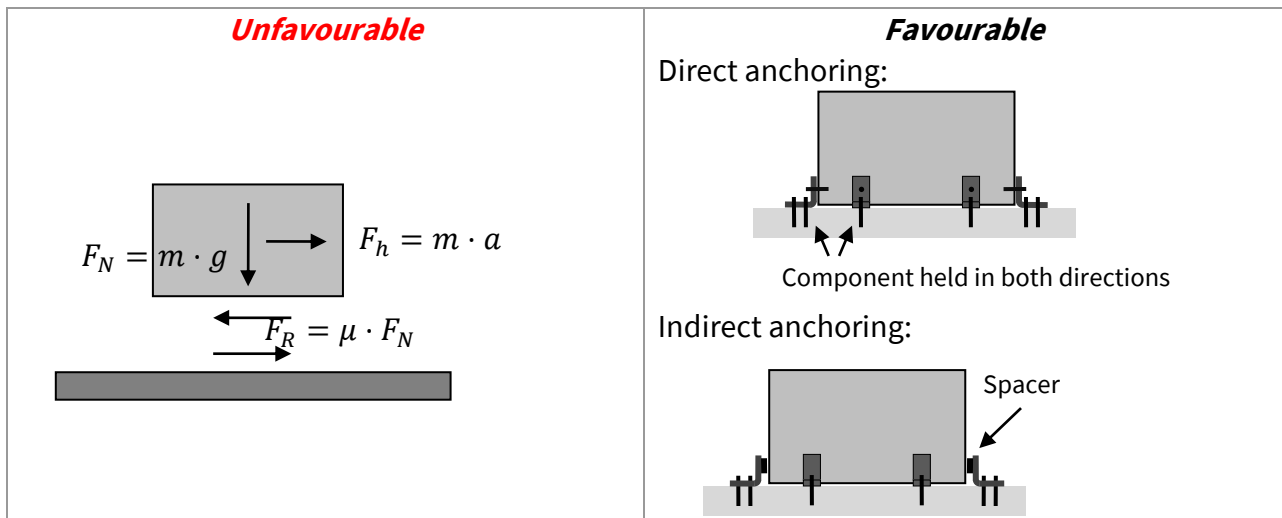 Unfavourable
F_N = m · g
F_h = m · a
F_R = μ · F_N
Favourable
Direct anchoring:
Component held in both directions
Indirect anchoring:
Spacer